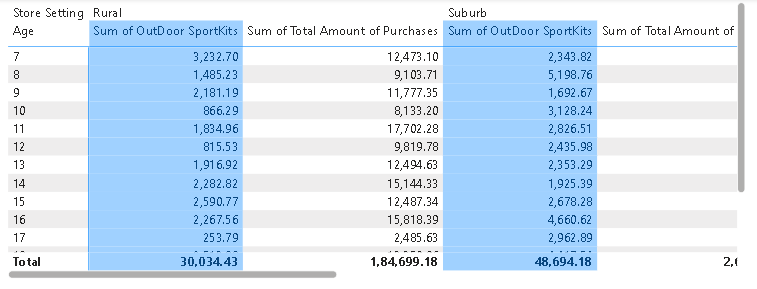 Store Setting Rural Suburb
Age Sum of OutDoor SportKits Sum of Total Amount of Purchases Sum of OutDoor SportKits Sum of Total Amount of
7 3,232.70 12,473.10 2,343.82
8 1,485.23 9,103.71 5,198.76
9 2,181.19 11,777.35 1,692.67
10 866.29 8,133.20 3,128.24
11 1,834.96 17,702.28 2,826.51
12 815.53 9,819.78 2,435.98
13 1,916.92 12,494.63 2,353.29
14 2,282.82 15,144.33 1,925.39
15 2,590.77 12,487.34 2,678.28
16 2,267.56 15,818.39 4,660.62
17 253.79 2,485.63 2,962.89
Total 30,034.43 1,84,699.18 48,694.18